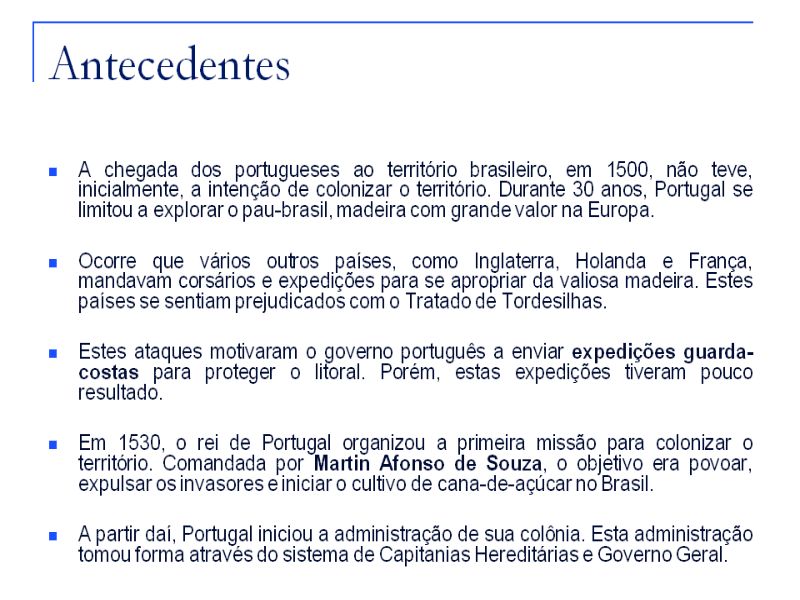 Antecedentes
A chegada dos portugueses ao território brasileiro, em 1500, não teve,
inicialmente, a intenção de colonizar o território. Durante 30 anos, Portugal se
limitou a explorar o pau-brasil, madeira com grande valor na Europa.
Ocorre que vários outros países, como Inglaterra, Holanda e França,
mandavam corsários e expedições para se apropriar da valiosa madeira. Estes
países se sentiam prejudicados com o Tratado de Tordesilhas.
Estes ataques motivaram o governo português a enviar expedições guarda-
costas para proteger o litoral. Porém, estas expedições tiveram pouco
resultado.
Em 1530, o rei de Portugal organizou a primeira missão para colonizar o
território. Comandada por Martin Afonso de Souza, o objetivo era povoar,
expulsar os invasores e iniciar o cultivo de cana-de-açúcar no Brasil.
A partir daí, Portugal iniciou a administração de sua colônia. Esta administração
tomou forma através do sistema de Capitanias Hereditárias e Governo Geral.